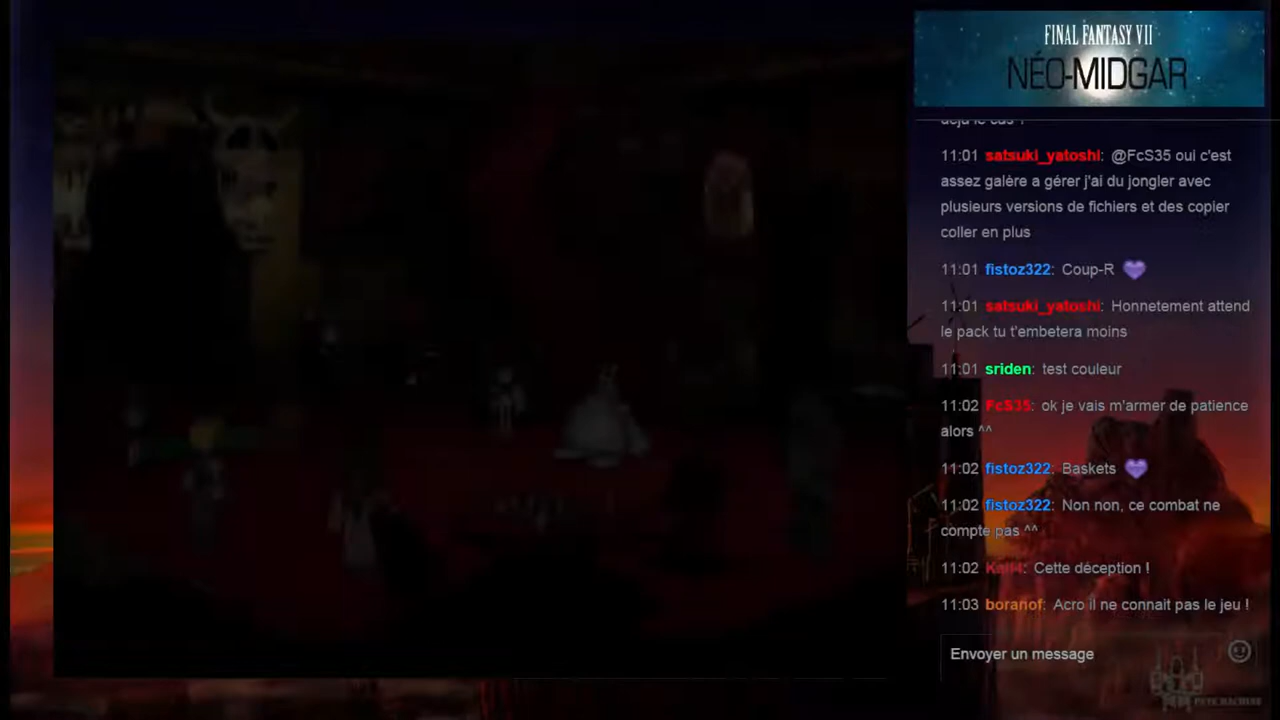 FINAL FANTASY VII
NÉO-MIDGAR
déjà le cas ?
11:01 satsuki_yatoshi: @FcS35 oui c'est
assez galère a gérer j'ai du jongler avec
plusieurs versions de fichiers et des copier
coller en plus
11:01 fistoz322: Coup-R
11:01 satsuki_yatoshi: Honnetement attend
le pack tu t'embetera moins
11:01 sriden: test couleur
11:02 FcS35: ok je vais m'armer de patience
alors ^^
11:02 fistoz322: Baskets
11:02 fistoz322: Non non, ce combat ne
compte pas ^^
11:02 Cette déception !
11:03 boranof: Acro il ne connait pas le jeu !
Envoyer un message